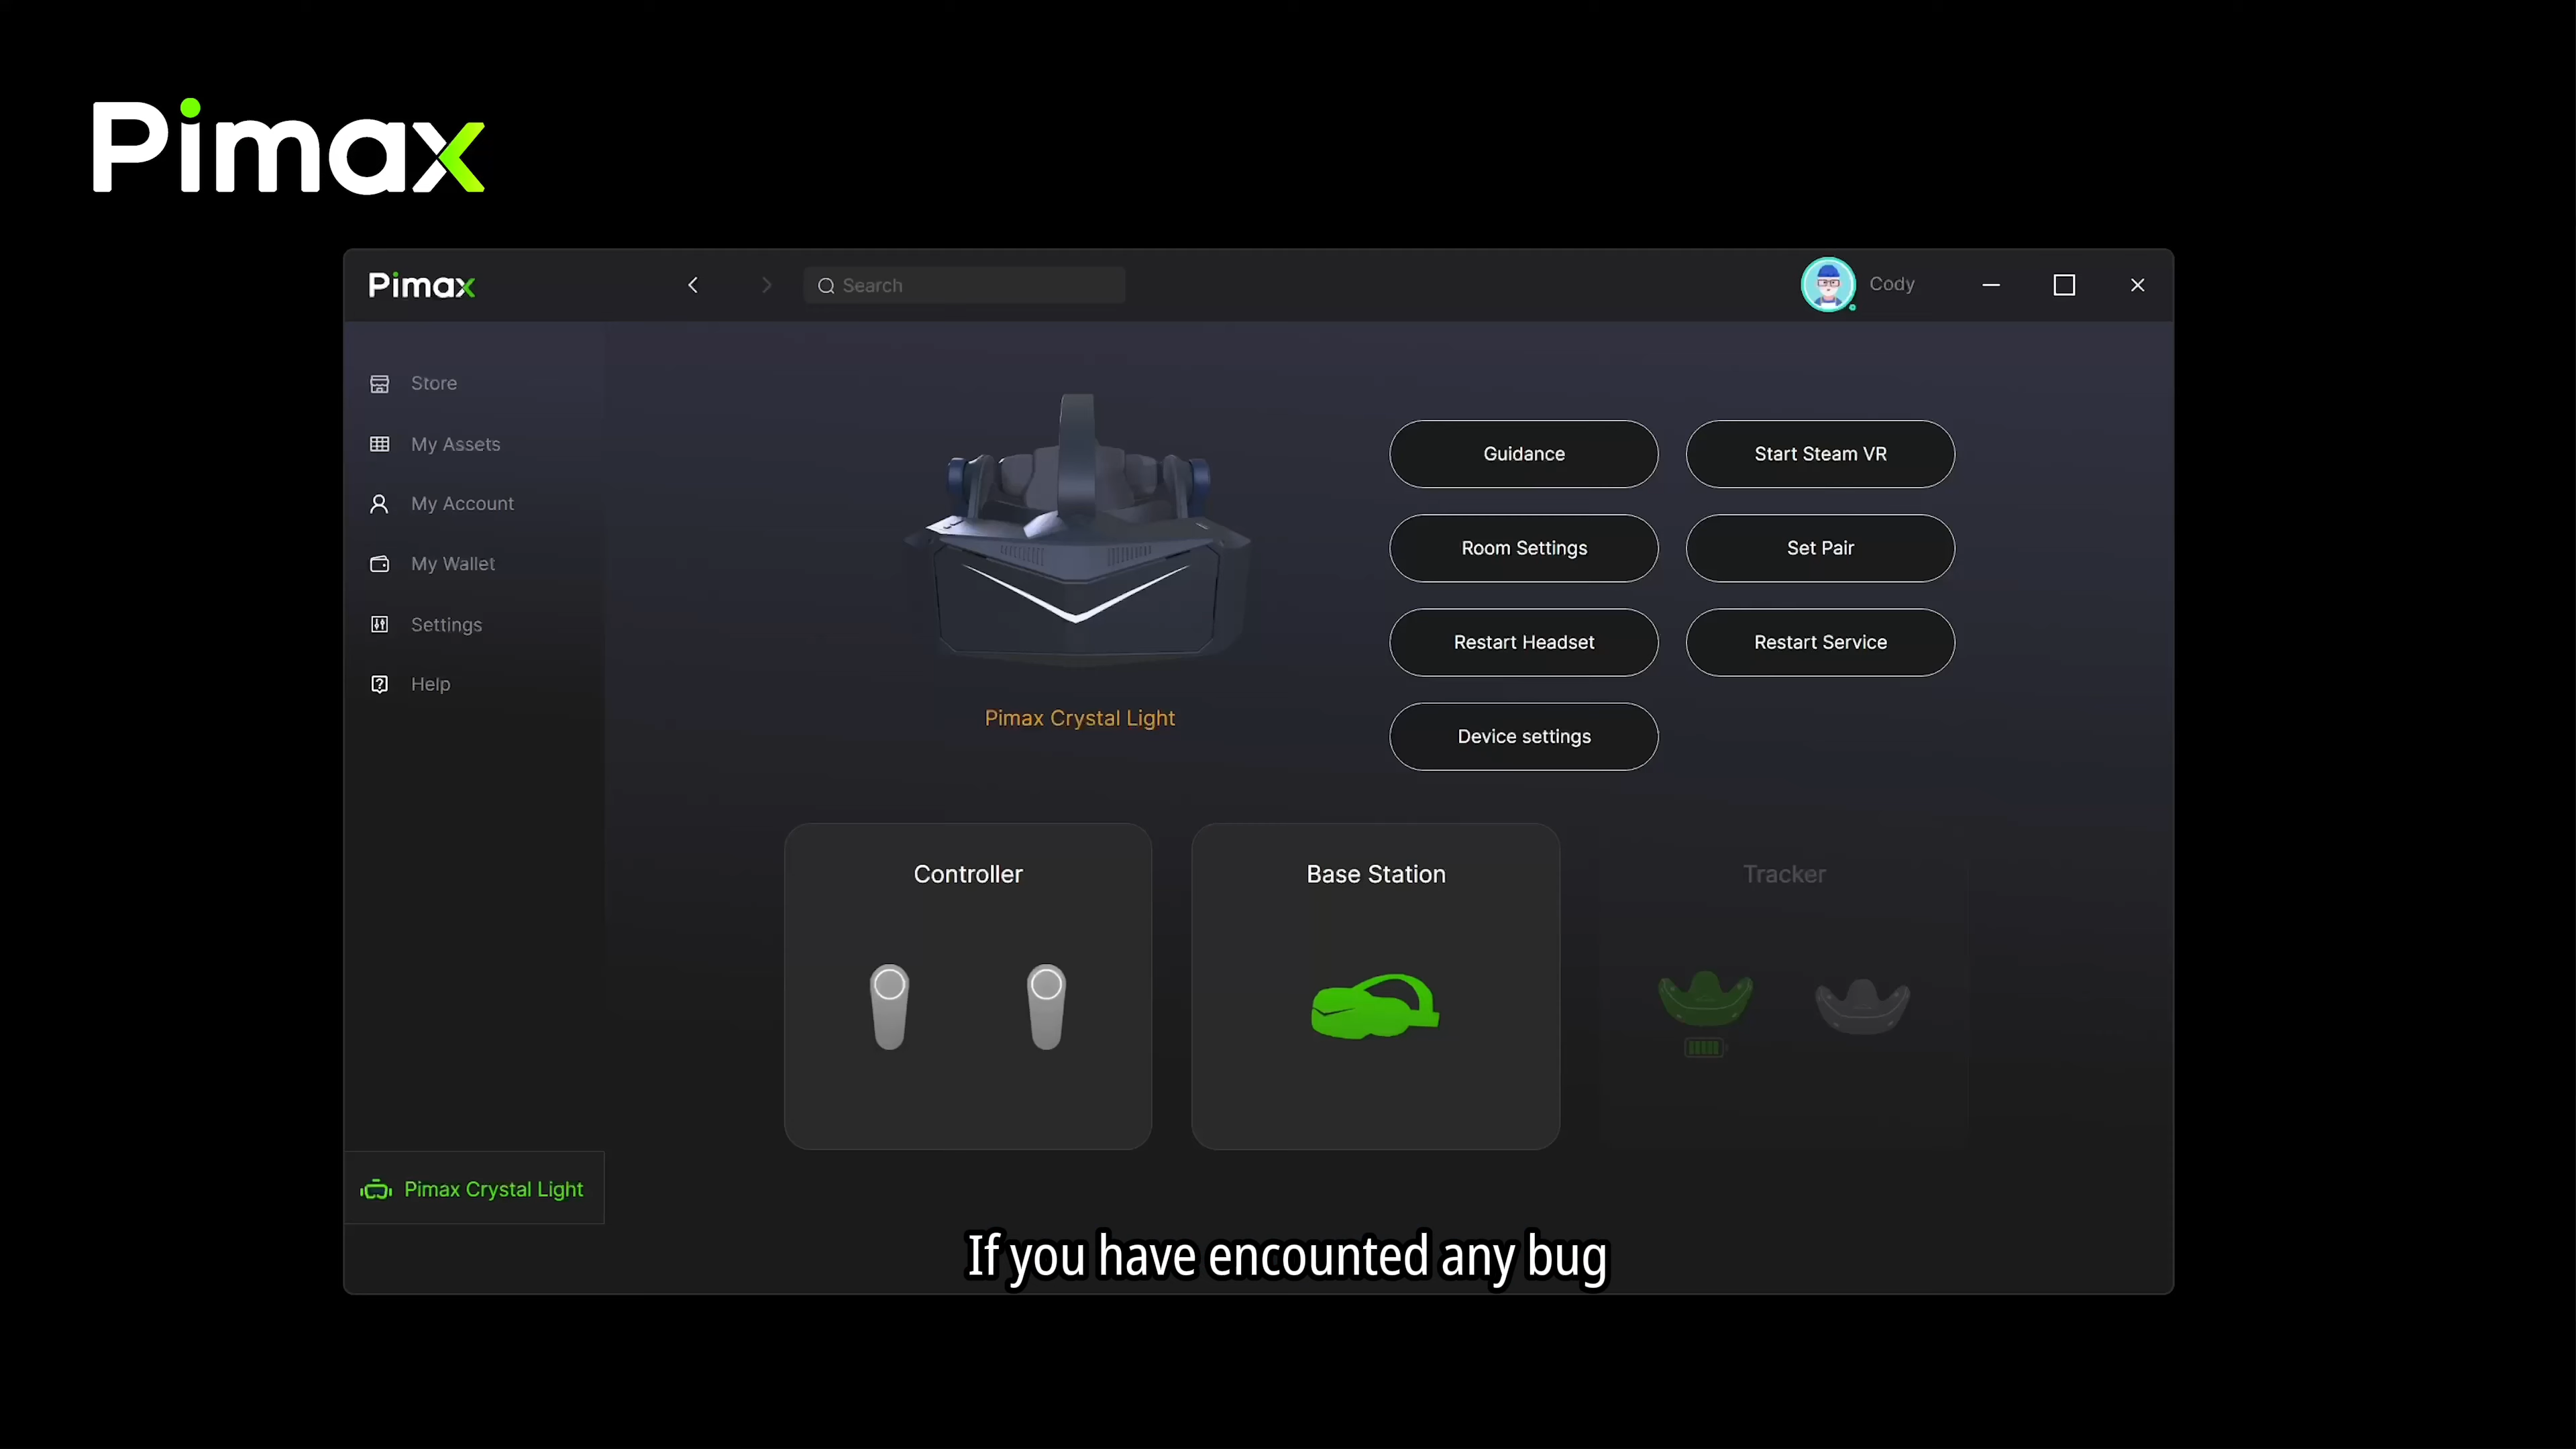 Pimax
Pimax
Search
Cody
Store
My Assets
My Account
My Wallet
Settings
Help
Guidance
Start Steam VR
Room Settings
Set Pair
Restart Headset
Restart Service
Device settings
Pimax Crystal Light
Controller
Base Station
Tracker
Pimax Crystal Light
If you have encounted any bug